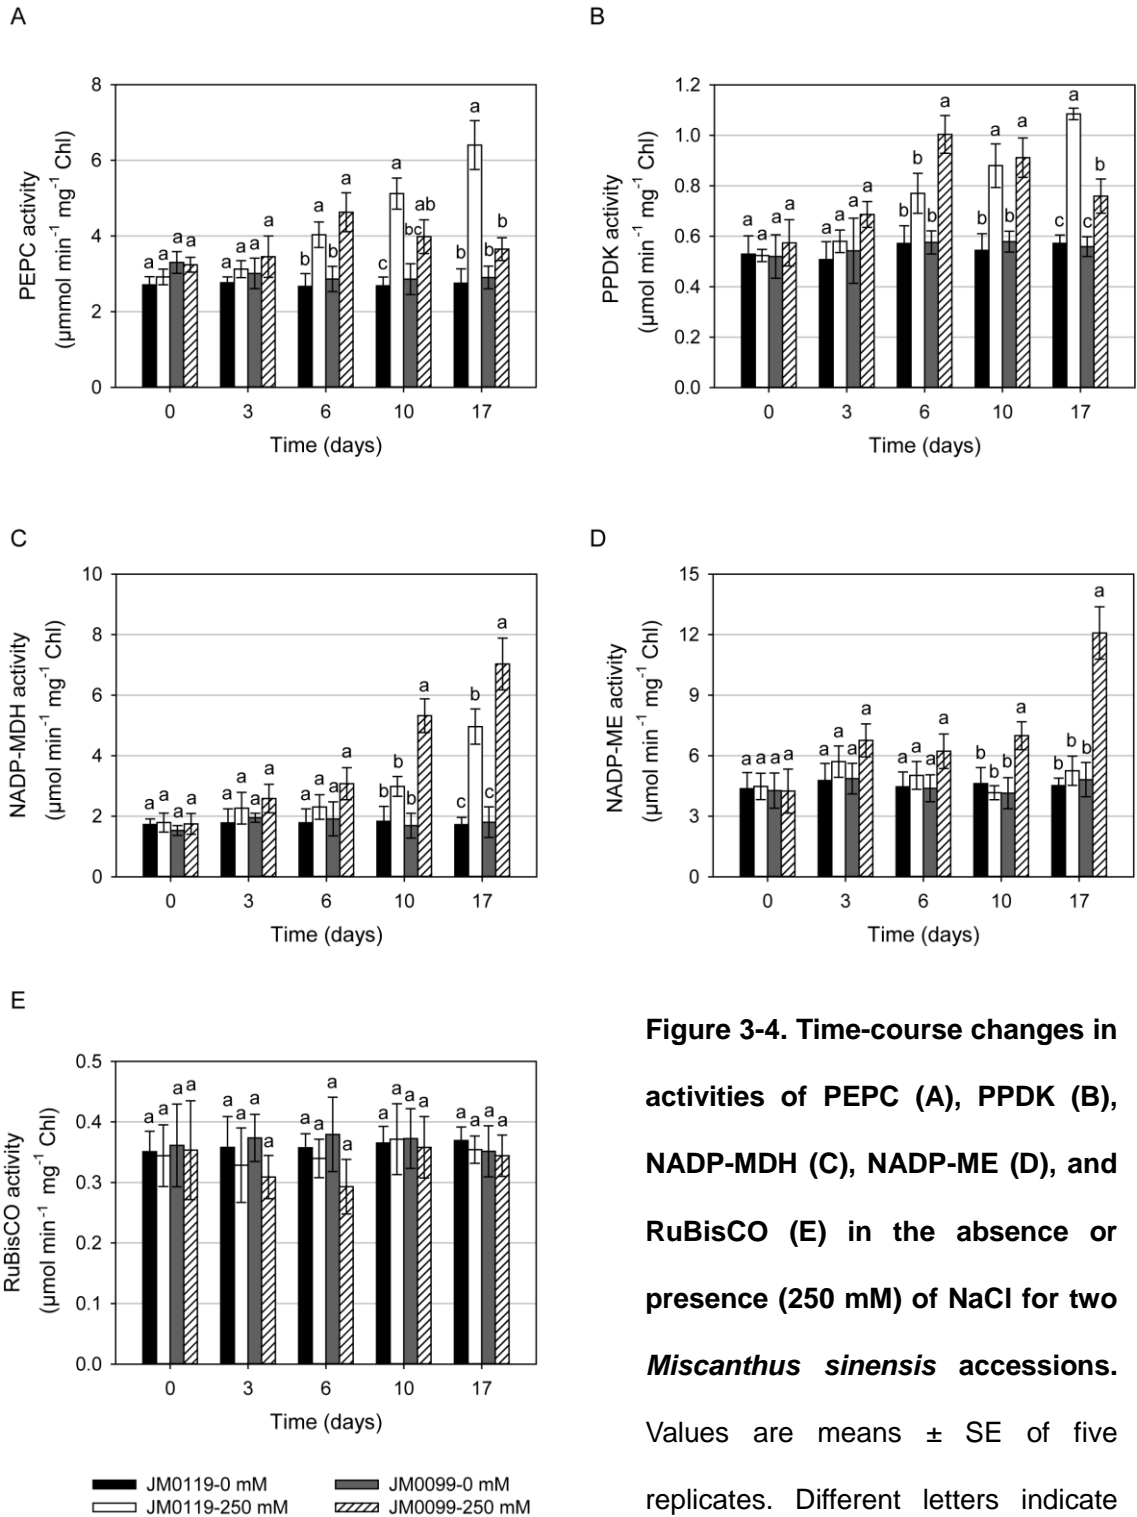 A
PEPC activity
(µmmol min⁻¹ mg⁻¹ Chl)
8
6
4
2
0
a a a a
a a a a
b a b a
c a bc ab
b a b b
0 3 6 10 17
Time (days)
B
PPDK activity
(µmol min⁻¹ mg⁻¹ Chl)
1.2
1.0
0.8
0.6
0.4
0.2
0.0
a a a a
a a a a
b b b a
b a b a
c a c b
0 3 6 10 17
Time (days)
C
NADP-MDH activity
(µmol min⁻¹ mg⁻¹ Chl)
10
8
6
4
2
0
a a a a
a a a a
a a a a
b b b a
c b c a
0 3 6 10 17
Time (days)
D
NADP-ME activity
(µmol min⁻¹ mg⁻¹ Chl)
15
12
9
6
3
0
a a a a
a a a a
a a a a
b b b a
b b b a
0 3 6 10 17
Time (days)
E
RuBisCO activity
(µmol min⁻¹ mg⁻¹ Chl)
0.5
0.4
0.3
0.2
0.1
0.0
a a a a
a a a a
a a a a
a a a a
a a a a
0 3 6 10 17
Time (days)
JM0119-0 mM
JM0119-250 mM
JM0099-0 mM
JM0099-250 mM
Figure 3-4. Time-course changes in
activities of PEPC (A), PPDK (B),
NADP-MDH (C), NADP-ME (D), and
RuBisCO (E) in the absence or
presence (250 mM) of NaCl for two
Miscanthus sinensis accessions.
Values are means ± SE of five
replicates. Different letters indicate